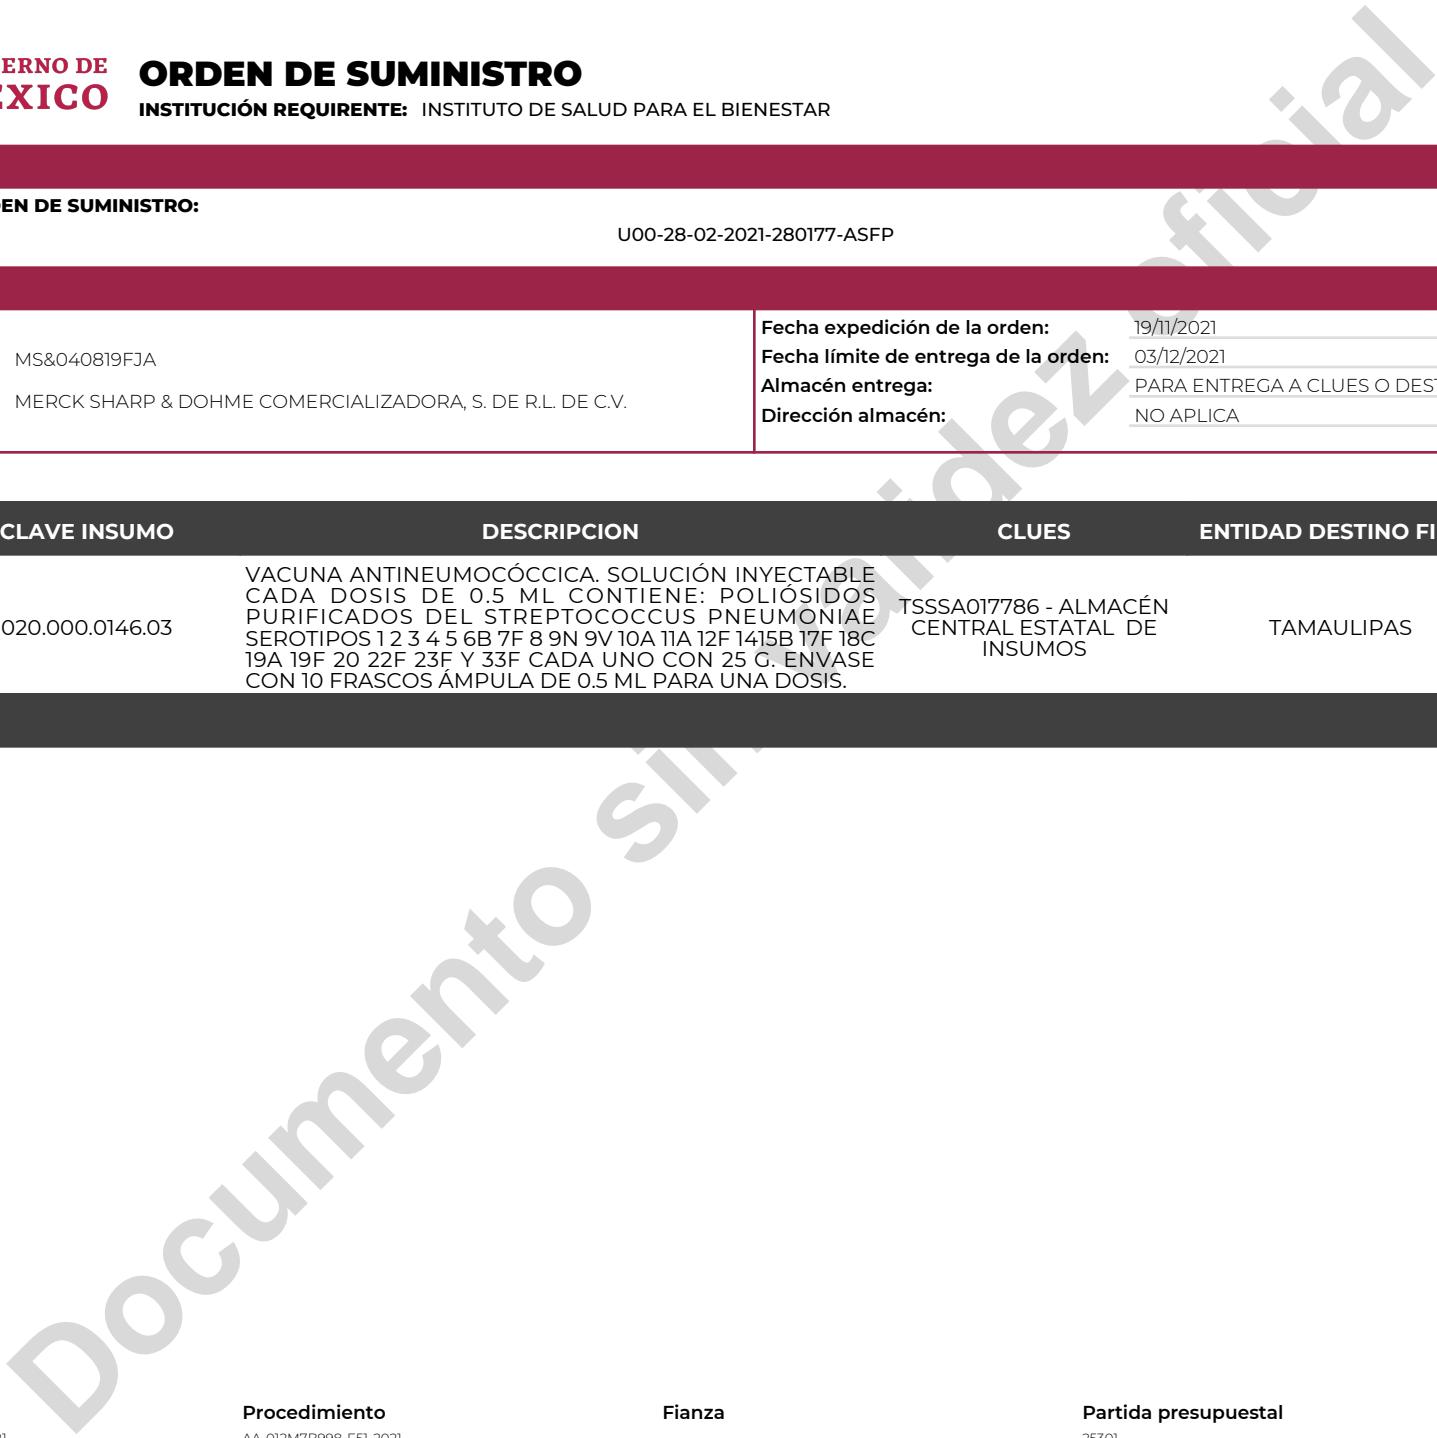 ERNO DE
EXICO
ORDEN DE SUMINISTRO
INSTITUCIÓN REQUIRENTE: INSTITUTO DE SALUD PARA EL BIENESTAR
EN DE SUMINISTRO:
U00-28-02-2021-280177-ASFP
MS&040819FJA
MERCK SHARP & DOHME COMERCIALIZADORA, S. DE R.L. DE C.V.
Fecha expedición de la orden: 19/11/2021
Fecha límite de entrega de la orden: 03/12/2021
Almacén entrega: PARA ENTREGA A CLUES O DEST
Dirección almacén: NO APLICA
CLAVE INSUMO DESCRIPCION CLUES ENTIDAD DESTINO FI
020.000.0146.03
VACUNA ANTINEUMOCÓCCICA. SOLUCIÓN INYECTABLE
CADA DOSIS DE 0.5 ML CONTIENE: POLIÓSIDOS
PURIFICADOS DEL STREPTOCOCCUS PNEUMONIAE
SEROTIPOS 1 2 3 4 5 6B 7F 8 9N 9V 10A 11A 12F 1415B 17F 18C
19A 19F 20 22F 23F Y 33F CADA UNO CON 25 G. ENVASE
CON 10 FRASCOS ÁMPULA DE 0.5 ML PARA UNA DOSIS.
TSSSA017786 - ALMACÉN
CENTRAL ESTATAL DE
INSUMOS
TAMAULIPAS
Documento sin validez oficial
Procedimiento Fianza Partida presupuestal